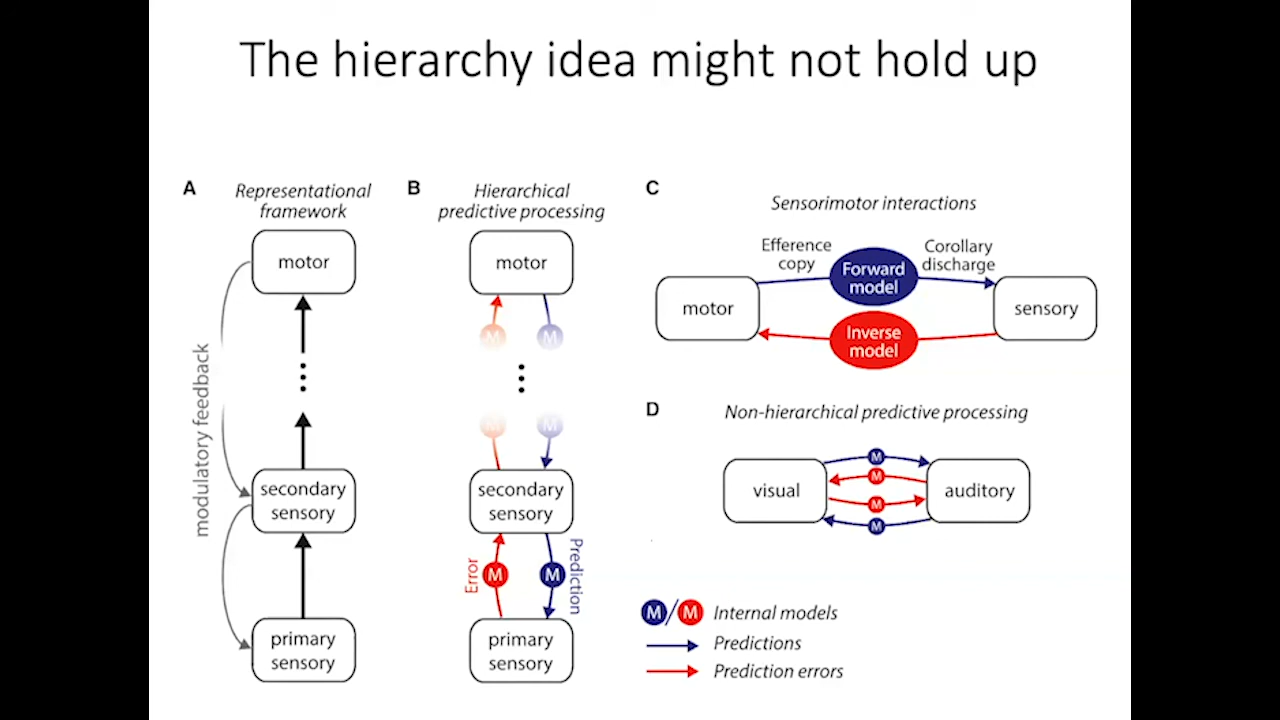 The hierarchy idea might not hold up
A
Representational
framework
motor
modulatory feedback
secondary
sensory
primary
sensory
B
Hierarchical
predictive processing
motor
M
M
M
M
secondary
sensory
Error
M
M
Prediction
primary
sensory
C
Sensorimotor interactions
Efference
copy
Forward
model
Corollary
discharge
motor
sensory
Inverse
model
D
Non-hierarchical predictive processing
visual
M
M
M
M
auditory
M/M Internal models
Predictions
Prediction errors